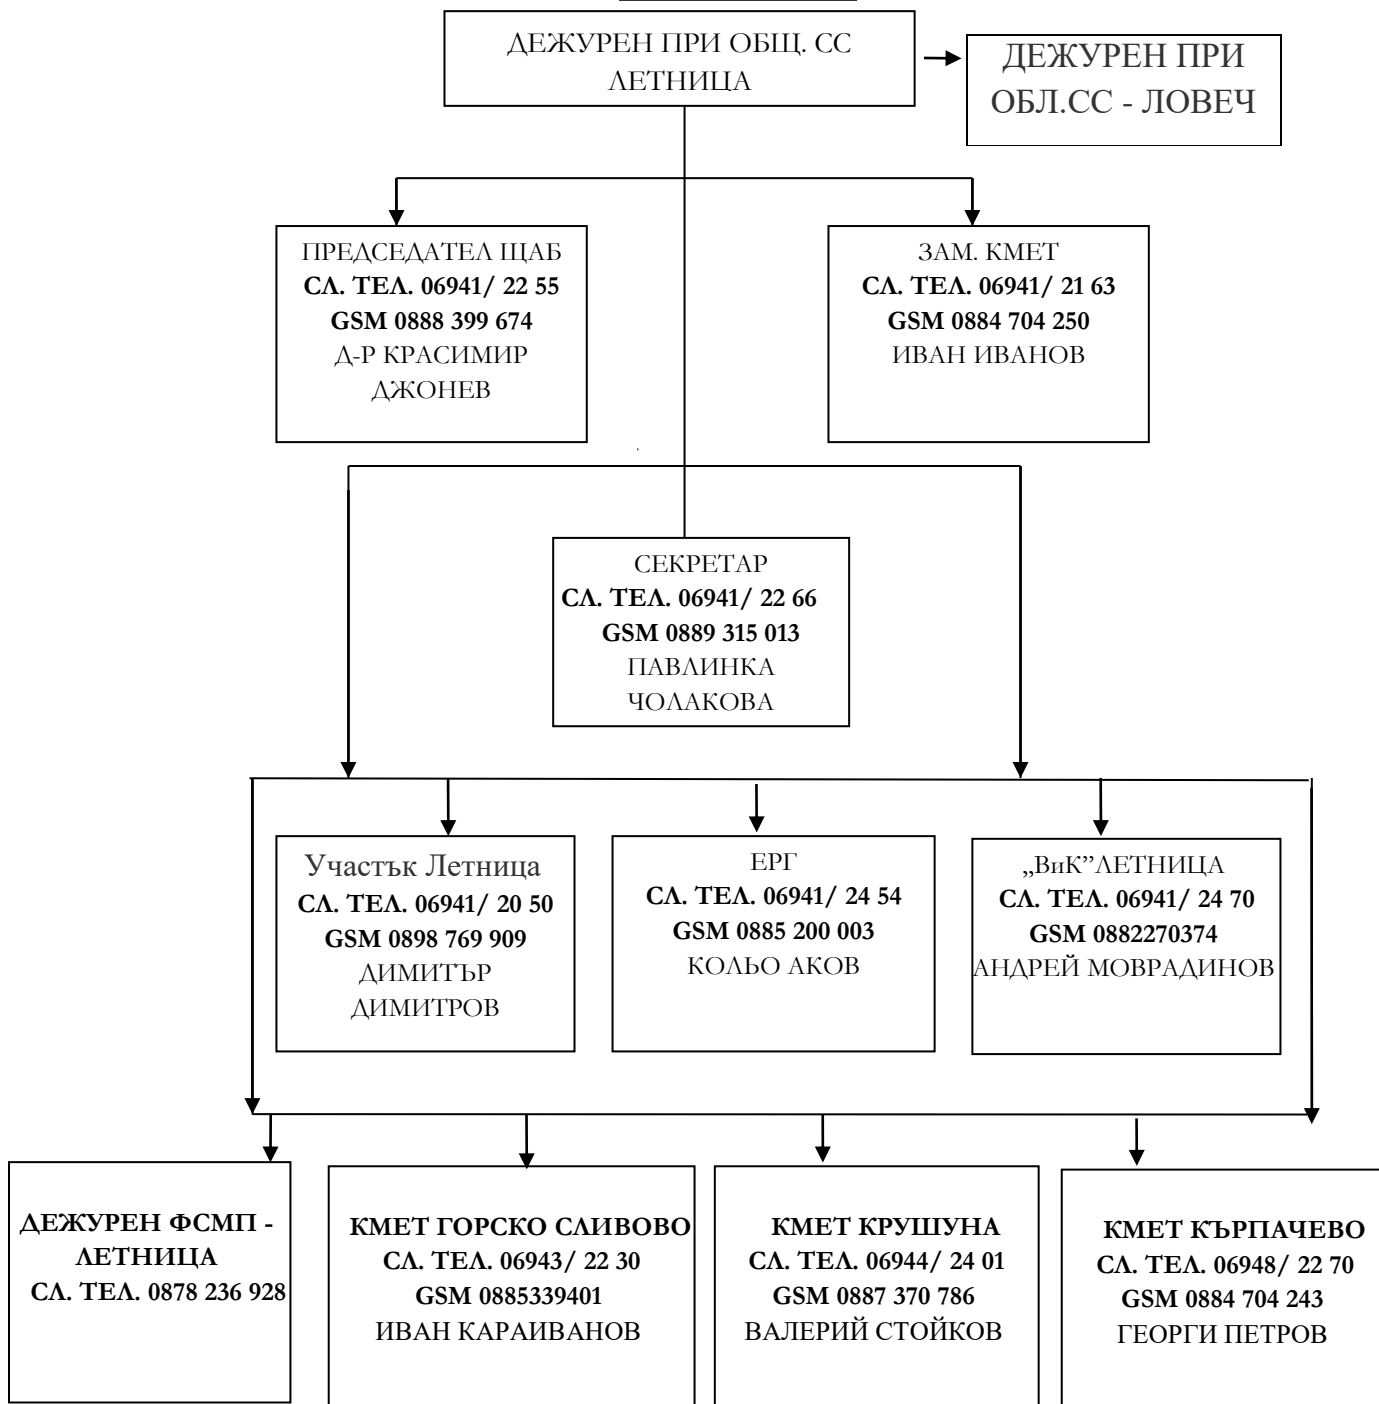 ДЕЖУРЕН ПРИ ОБЩ. СС
ЛЕТНИЦА
ДЕЖУРЕН ПРИ
ОБЛ.СС - ЛОВЕЧ
ПРЕДСЕДАТЕЛ ЩАБ
СЛ. ТЕЛ. 06941/ 22 55
GSM 0888 399 674
Д-Р КРАСИМИР
ДЖОНЕВ
ЗАМ. КМЕТ
СЛ. ТЕЛ. 06941/ 21 63
GSM 0884 704 250
ИВАН ИВАНОВ
СЕКРЕТАР
СЛ. ТЕЛ. 06941/ 22 66
GSM 0889 315 013
ПАВЛИНКА
ЧОЛАКОВА
Участък Летница
СЛ. ТЕЛ. 06941/ 20 50
GSM 0898 769 909
ДИМИТЪР
ДИМИТРОВ
ЕРГ
СЛ. ТЕЛ. 06941/ 24 54
GSM 0885 200 003
КОЛЬО АКОВ
„ВиК”ЛЕТНИЦА
СЛ. ТЕЛ. 06941/ 24 70
GSM 0882270374
АНДРЕЙ МОВРАДИНОВ
ДЕЖУРЕН ФСМП -
ЛЕТНИЦА
СЛ. ТЕЛ. 0878 236 928
КМЕТ ГОРСКО СЛИВОВО
СЛ. ТЕЛ. 06943/ 22 30
GSM 0885339401
ИВАН КАРАИВАНОВ
КМЕТ КРУШУНА
СЛ. ТЕЛ. 06944/ 24 01
GSM 0887 370 786
ВАЛЕРИЙ СТОЙКОВ
КМЕТ КЪРПАЧЕВО
СЛ. ТЕЛ. 06948/ 22 70
GSM 0884 704 243
ГЕОРГИ ПЕТРОВ